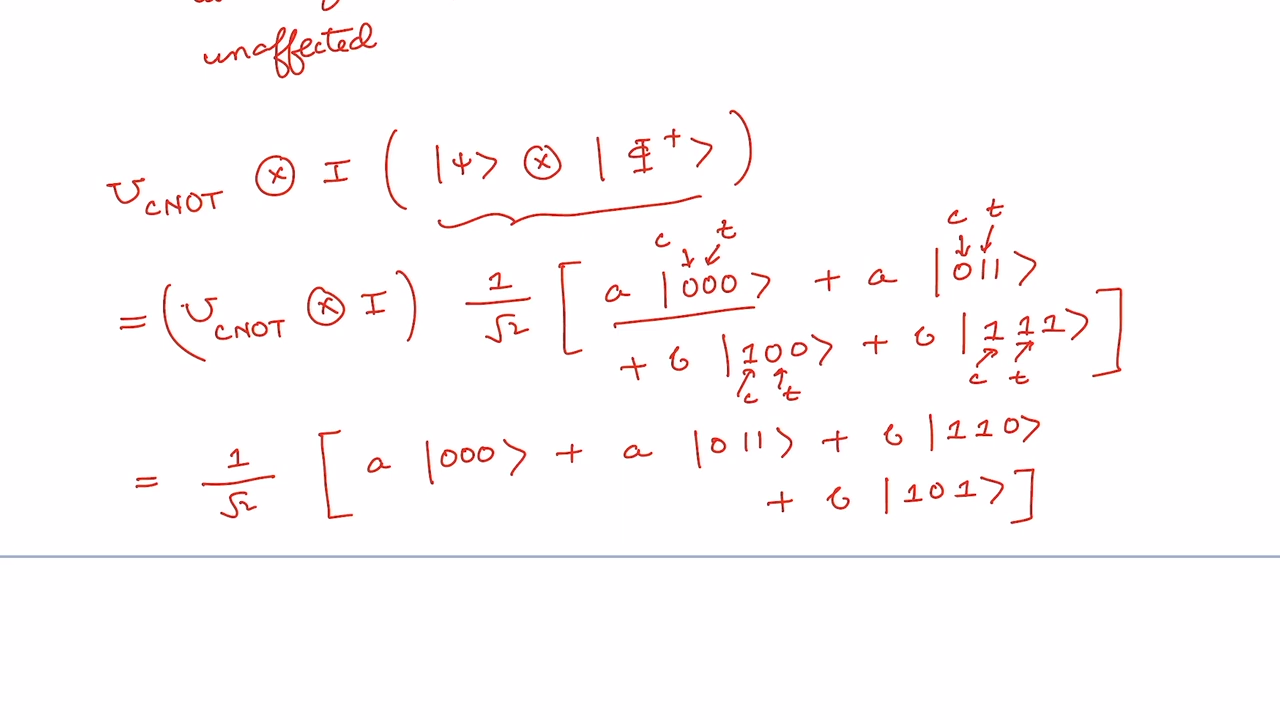 unaffected
U_CNOT ⊗ I ( |ψ> ⊗ |Φ⁺> )
c t
c t
= (U_CNOT ⊗ I) 1/√2 [ a |000> + a |011>
+ b |100> + b |111> ]
c t c t
= 1/√2 [ a |000> + a |011> + b |110>
+ b |101> ]